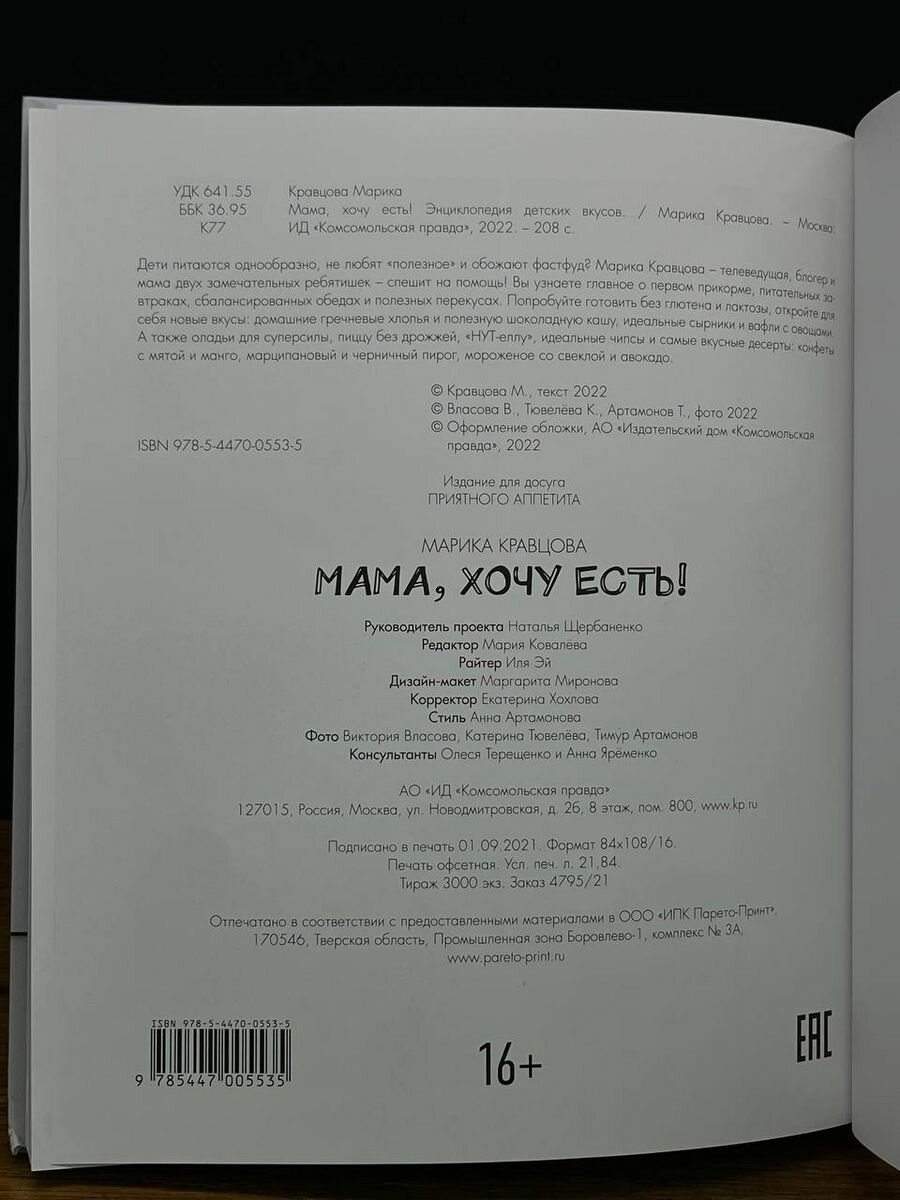 УДК 641.55
ББК 36.95
К77
Кравцова Марика
Мама, хочу есть! Энциклопедия детских вкусов. / Марика Кравцова. – Москва:
ИД «Комсомольская правда», 2022. – 208 с.
Дети питаются однообразно, не любят «полезное» и обожают фастфуд? Марика Кравцова – телеведущая, блогер и
мама двух замечательных ребятишек – спешит на помощь! Вы узнаете главное о первом прикорме, питательных за-
втраках, сбалансированных обедах и полезных перекусах. Попробуйте готовить без глютена и лактозы, откройте для
себя новые вкусы: домашние гречневые хлопья и полезную шоколадную кашу, идеальные сырники и вафли с овощами.
А также оладьи для суперсилы, пиццу без дрожжей, «НУТ-еллу», идеальные чипсы и самые вкусные десерты: конфеты
с мятой и манго, марципановый и черничный пирог, мороженое со свеклой и авокадо.
© Кравцова М., текст 2022
© Власова В., Тювелёва К., Артамонов Т., фото 2022
© Оформление обложки, АО «Издательский дом «Комсомольская
правда», 2022
ISBN 978-5-4470-0553-5
Издание для досуга
ПРИЯТНОГО АППЕТИТА
МАРИКА КРАВЦОВА
МАМА, ХОЧУ ЕСТЬ!
Руководитель проекта Наталья Щербаненко
Редактор Мария Ковалёва
Райтер Иля Эй
Дизайн-макет Маргарита Миронова
Корректор Екатерина Хохлова
Стиль Анна Артамонова
Фото Виктория Власова, Катерина Тювелёва, Тимур Артамонов
Консультанты Олеся Терещенко и Анна Ярёменко
АО «ИД «Комсомольская правда»
127015, Россия, Москва, ул. Новодмитровская, д. 2б, 8 этаж, пом. 800, www.kp.ru
Подписано в печать 01.09.2021. Формат 84x108/16.
Печать офсетная. Усл. печ. л. 21,84.
Тираж 3000 экз. Заказ 4795/21
Отпечатано в соответствии с предоставленными материалами в ООО «ИПК Парето-Принт».
170546, Тверская область, Промышленная зона Боровлево-1, комплекс № 3А,
www.pareto-print.ru
ISBN 978-5-4470-0553-5
9 785447 005535
16+
EAC